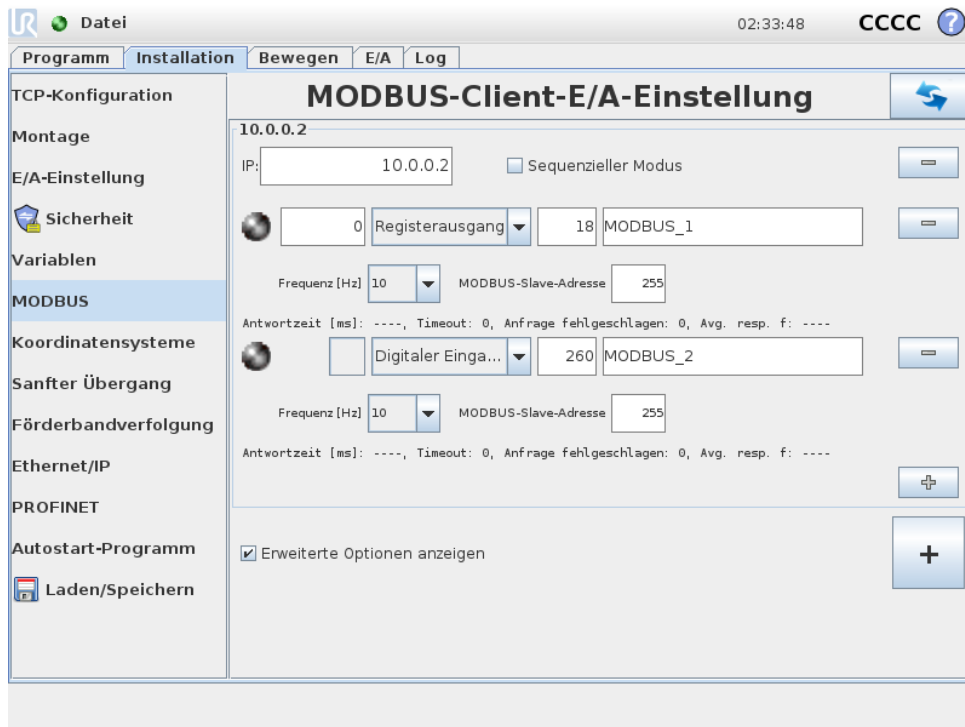 UR Datei 02:33:48 CCCC ?
Programm Installation Bewegen E/A Log
TCP-Konfiguration
Montage
E/A-Einstellung
Sicherheit
Variablen
MODBUS
Koordinatensysteme
Sanfter Übergang
Förderbandverfolgung
Ethernet/IP
PROFINET
Autostart-Programm
Laden/Speichern
MODBUS-Client-E/A-Einstellung
10.0.0.2
IP: 10.0.0.2 Sequenzieller Modus
0 Registerausgang 18 MODBUS_1
Frequenz [Hz] 10 MODBUS-Slave-Adresse 255
Antwortzeit [ms]: ----, Timeout: 0, Anfrage fehlgeschlagen: 0, Avg. resp. f: ----
Digitaler Einga... 260 MODBUS_2
Frequenz [Hz] 10 MODBUS-Slave-Adresse 255
Antwortzeit [ms]: ----, Timeout: 0, Anfrage fehlgeschlagen: 0, Avg. resp. f: ----
Erweiterte Optionen anzeigen